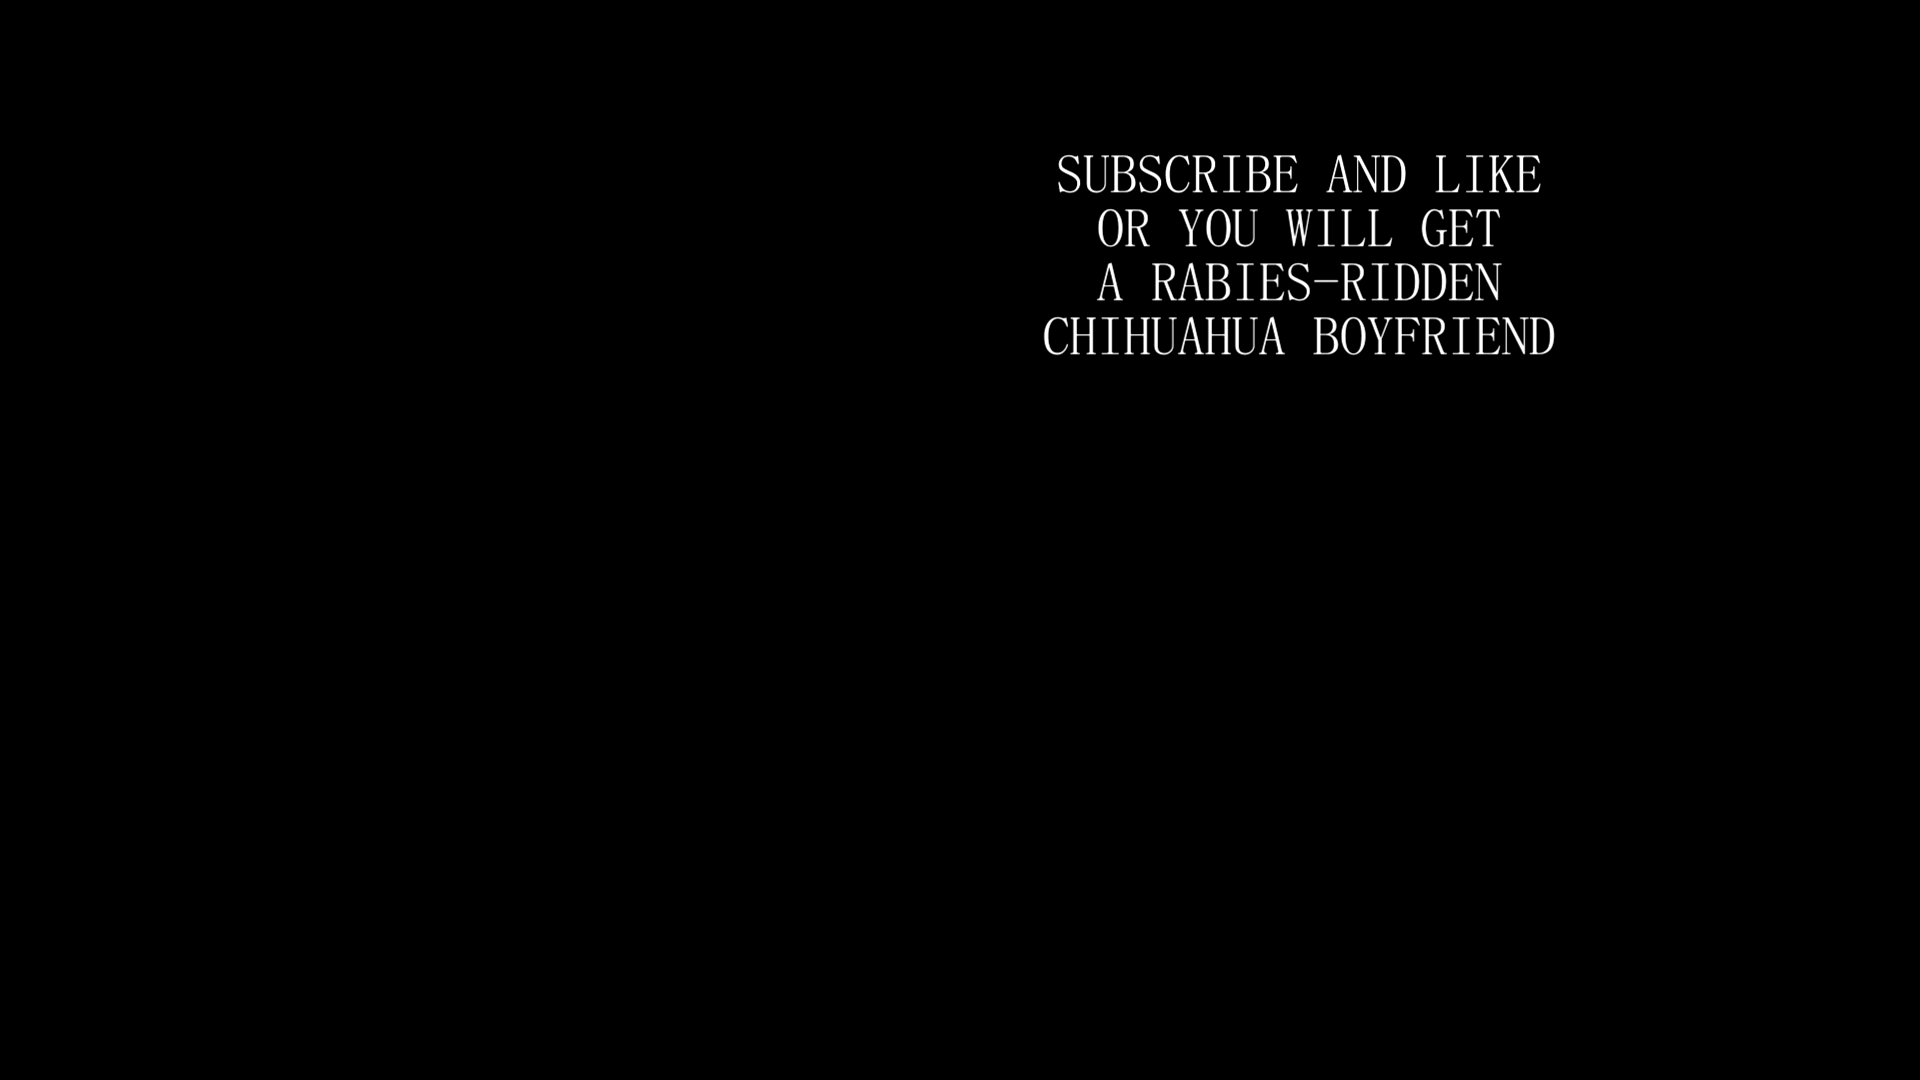 SUBSCRIBE AND LIKE
OR YOU WILL GET
A RABIES-RIDDEN
CHIHUAHUA BOYFRIEND